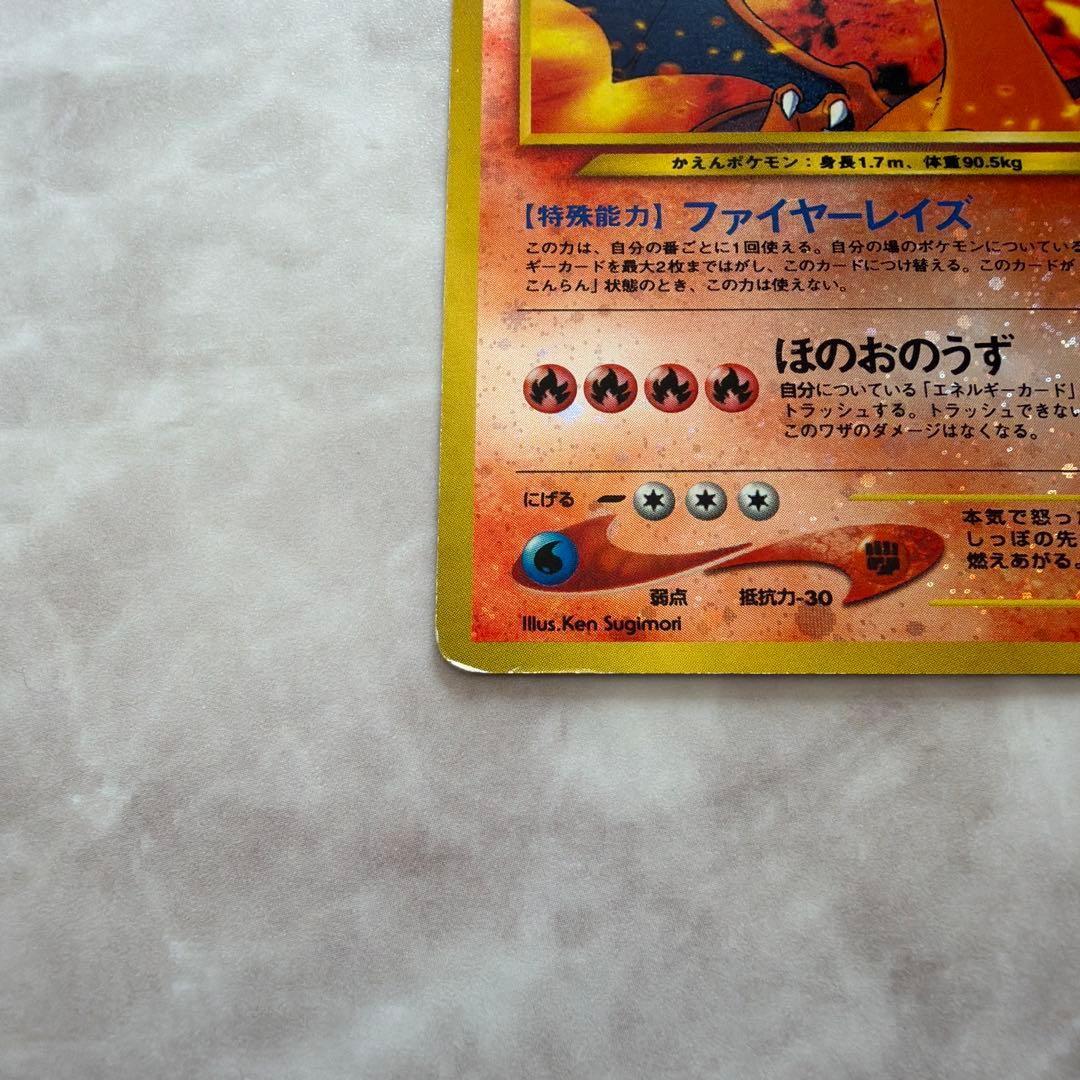 かえんポケモン：身長1.7m、体重90.5kg
【特殊能力】ファイヤーレイズ
この力は、自分の番ごとに1回使える。自分の場のポケモンについている
ギーカードを最大2枚まではがし、このカードにつけ替える。このカードが
こんらん」状態のとき、この力は使えない。
ほのおのうず
自分についている「エネルギーカード」
トラッシュする。トラッシュできない
このワザのダメージはなくなる。
にげる
本気で怒っ
しっぽの先
燃えあがる。
弱点 抵抗力-30
Illus.Ken Sugimori